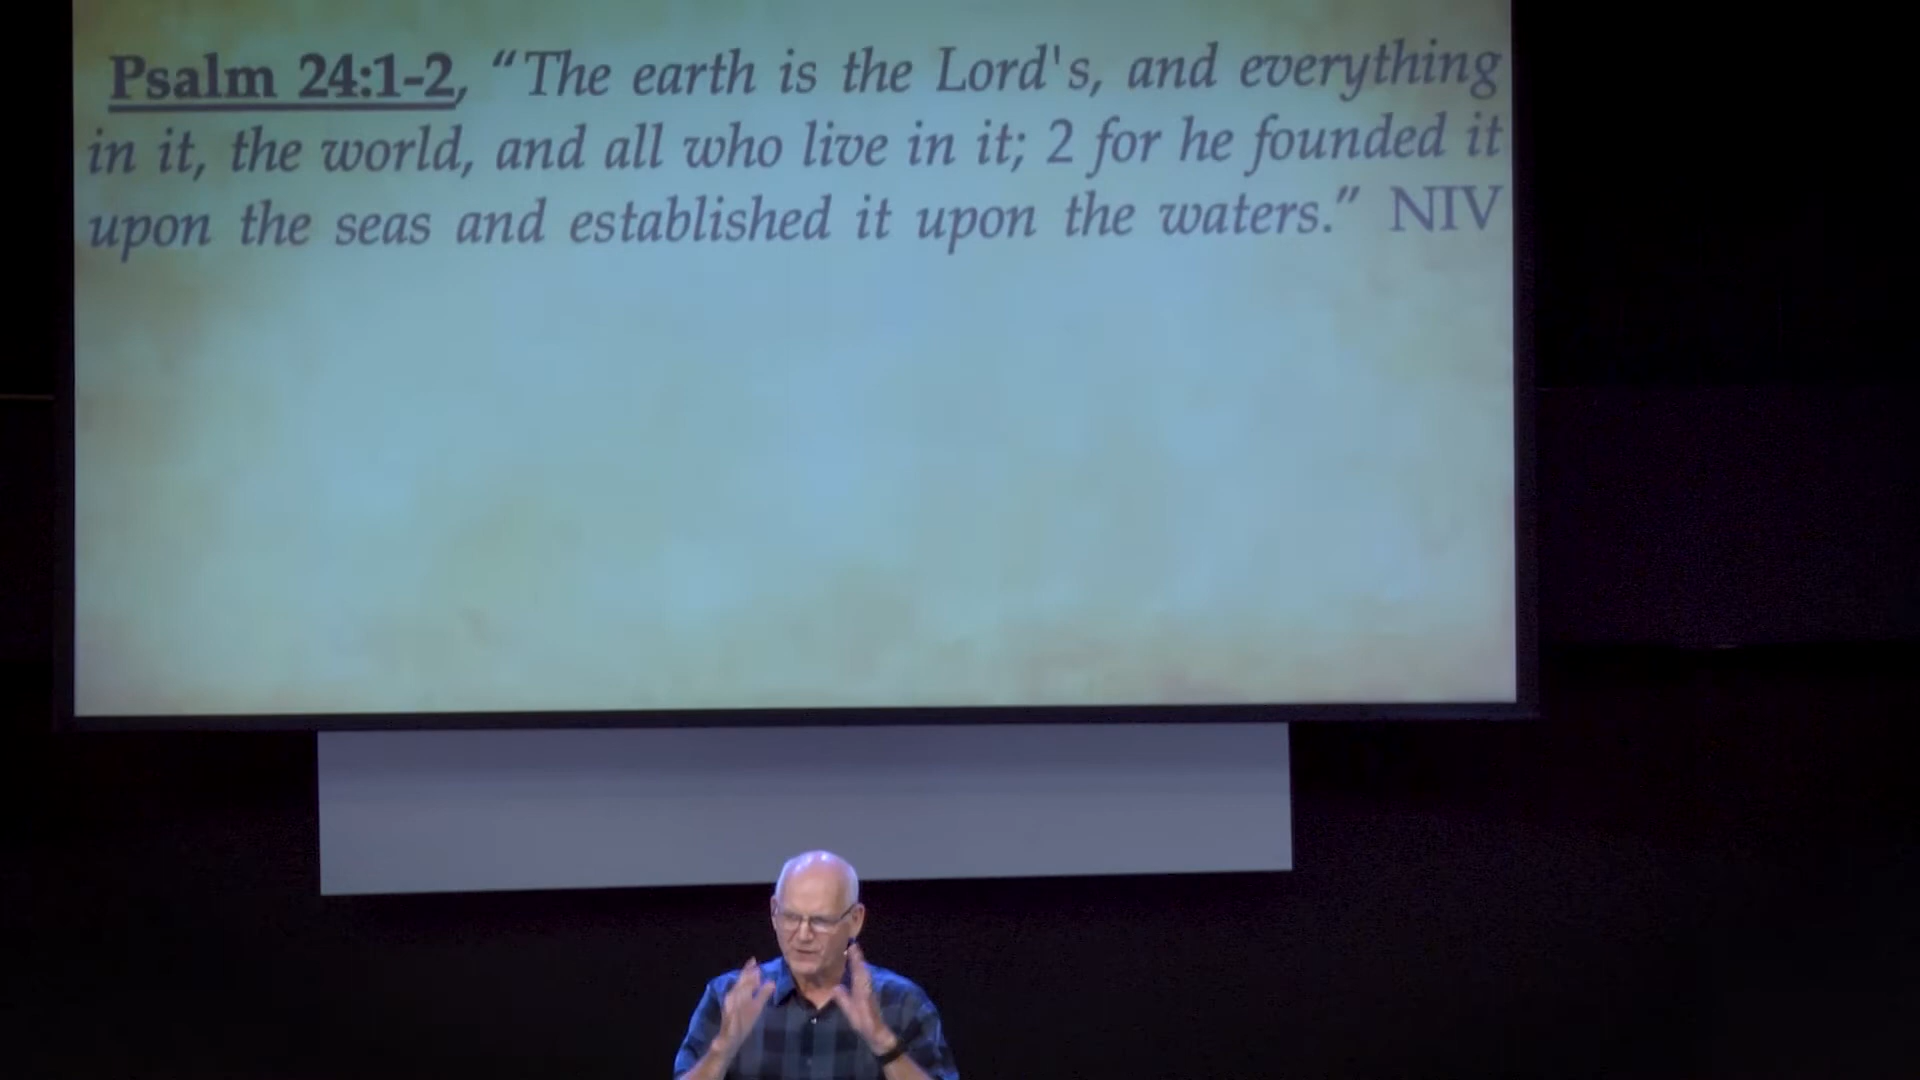 Psalm 24:1-2, “The earth is the Lord's, and everything
in it, the world, and all who live in it; 2 for he founded it
upon the seas and established it upon the waters.” NIV